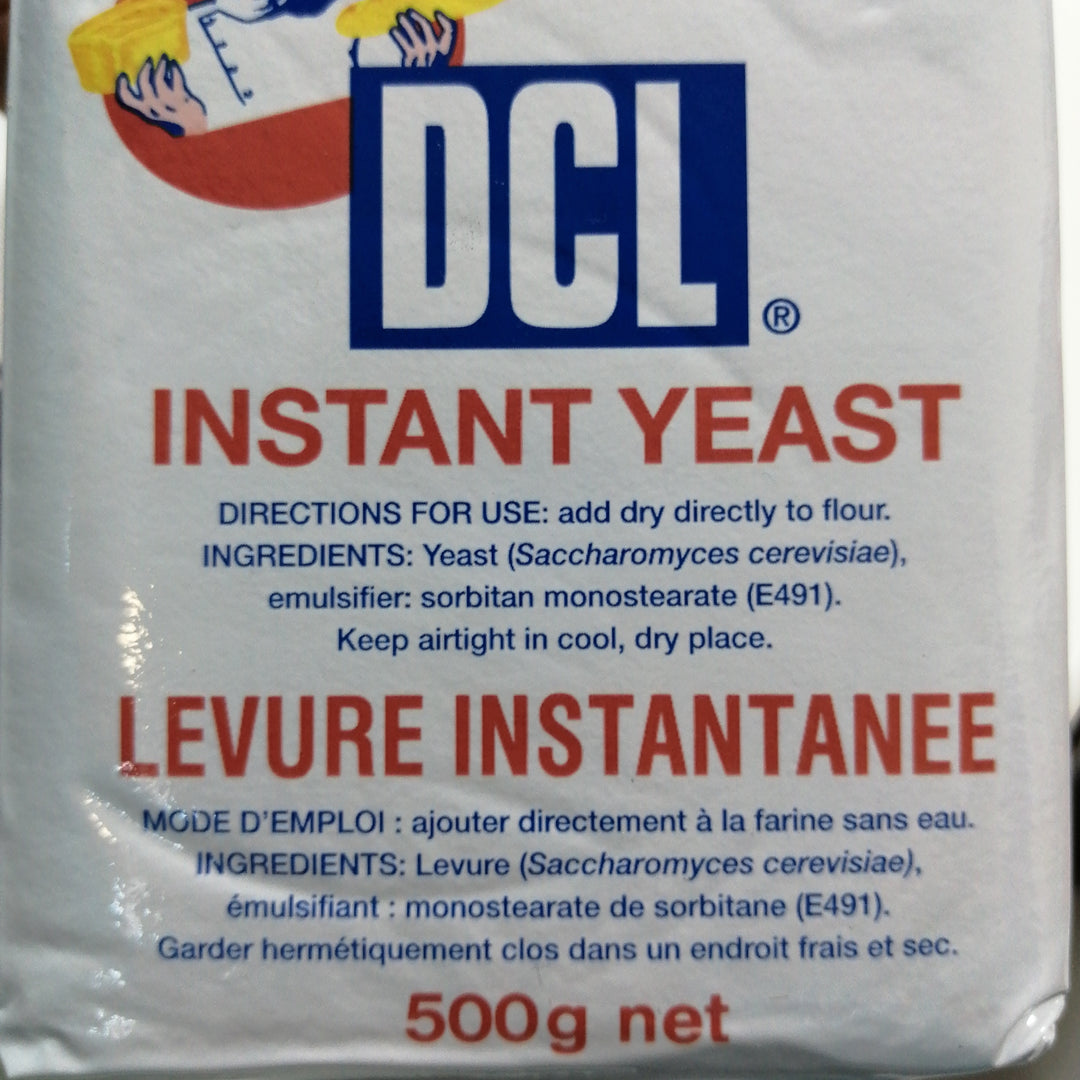 DCL®
INSTANT YEAST
DIRECTIONS FOR USE: add dry directly to flour.
INGREDIENTS: Yeast (Saccharomyces cerevisiae),
emulsifier: sorbitan monostearate (E491).
Keep airtight in cool, dry place.
LEVURE INSTANTANEE
MODE D'EMPLOI : ajouter directement à la farine sans eau.
INGREDIENTS: Levure (Saccharomyces cerevisiae),
émulsifiant : monostearate de sorbitane (E491).
Garder hermétiquement clos dans un endroit frais et sec.
500g net